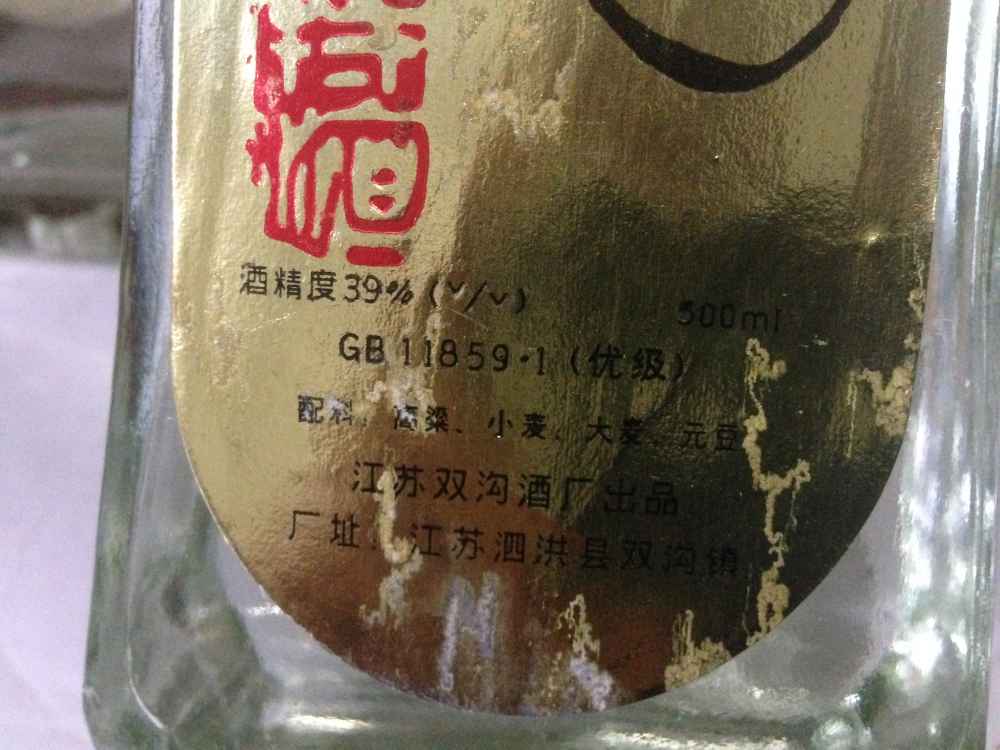 酒精度39%(V/V)
500ml
GB 11859·1 (优级)
配料:高粱、小麦、大麦、元豆
江苏双沟酒厂出品
厂址:江苏泗洪县双沟镇